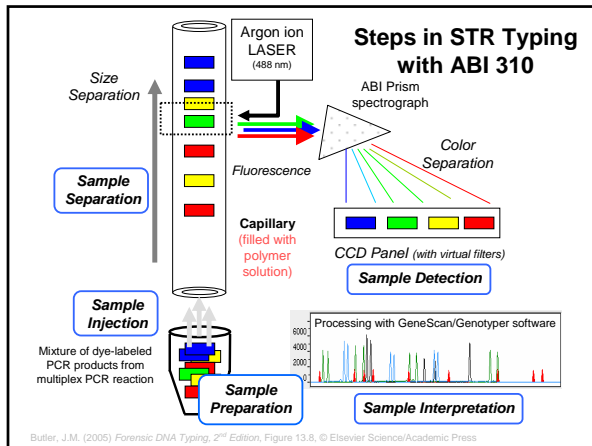 Steps in STR Typing
with ABI 310
Argon ion
LASER
(488 nm)
Size
Separation
ABI Prism
spectrograph
Color
Separation
Fluorescence
Sample
Separation
Capillary
(filled with
polymer
solution)
CCD Panel (with virtual filters)
Sample Detection
Sample
Injection
Mixture of dye-labeled
PCR products from
multiplex PCR reaction
Sample
Preparation
Processing with GeneScan/Genotyper software
6000
4000
2000
0
Sample Interpretation
Butler, J.M. (2005) Forensic DNA Typing, 2nd Edition, Figure 13.8, © Elsevier Science/Academic Press